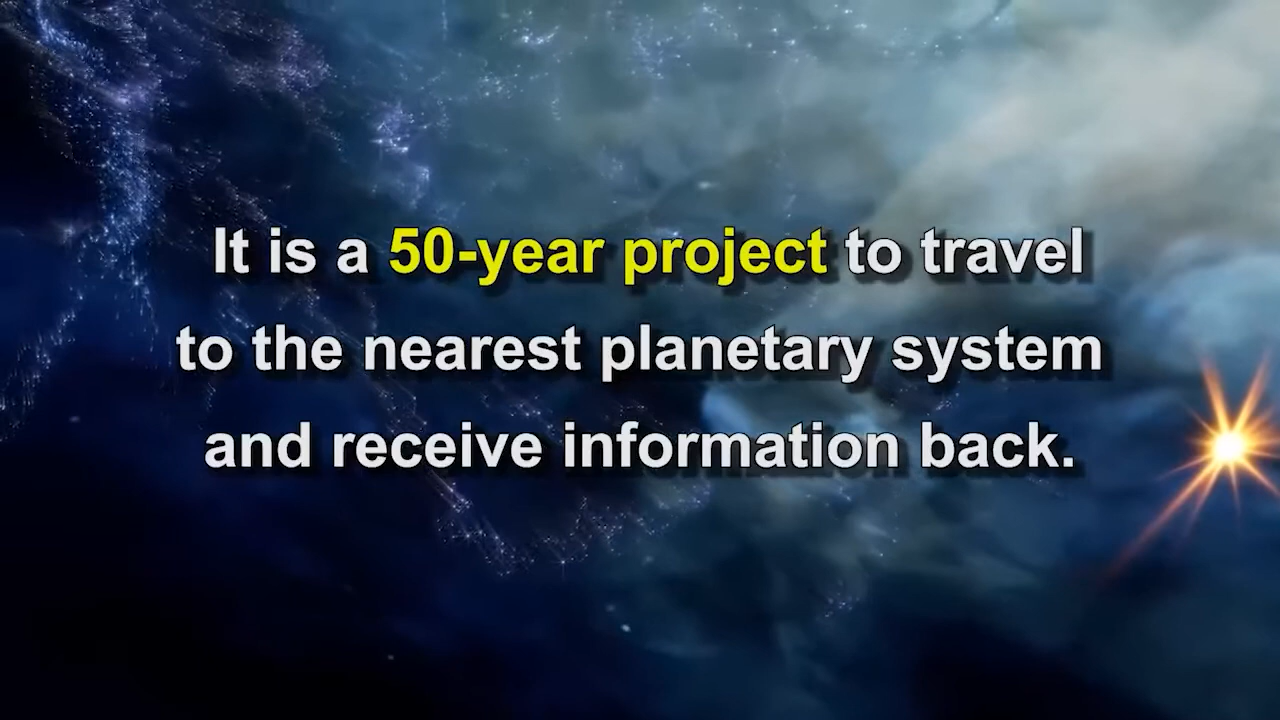 It is a 50-year project to travel
to the nearest planetary system
and receive information back.